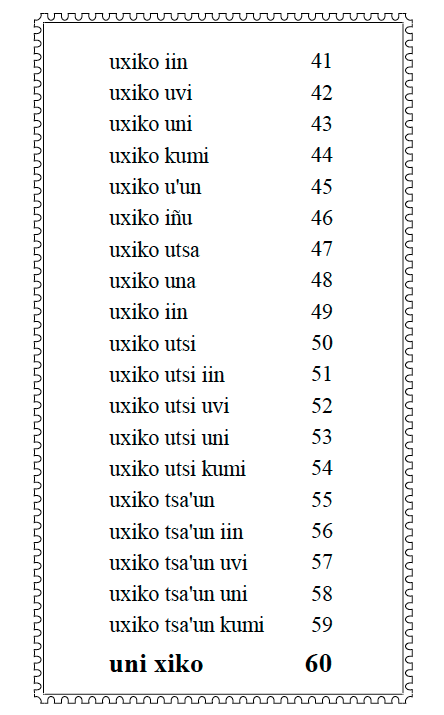 uxiko iin 41
uxiko uvi 42
uxiko uni 43
uxiko kumi 44
uxiko u'un 45
uxiko iñu 46
uxiko utsa 47
uxiko una 48
uxiko iin 49
uxiko utsi 50
uxiko utsi iin 51
uxiko utsi uvi 52
uxiko utsi uni 53
uxiko utsi kumi 54
uxiko tsa'un 55
uxiko tsa'un iin 56
uxiko tsa'un uvi 57
uxiko tsa'un uni 58
uxiko tsa'un kumi 59
uni xiko 60